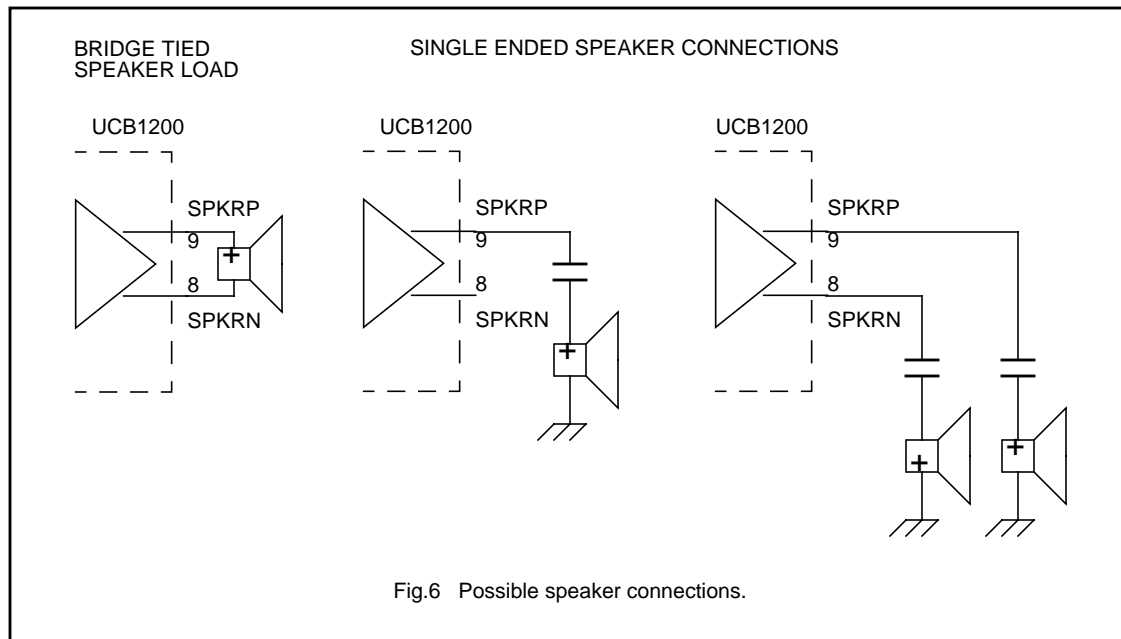 BRIDGE TIED
SPEAKER LOAD
SINGLE ENDED SPEAKER CONNECTIONS
UCB1200
SPKRP
9
+
8
SPKRN
UCB1200
SPKRP
9
8
SPKRN
+
UCB1200
SPKRP
9
8
SPKRN
+
+
Fig.6 Possible speaker connections.